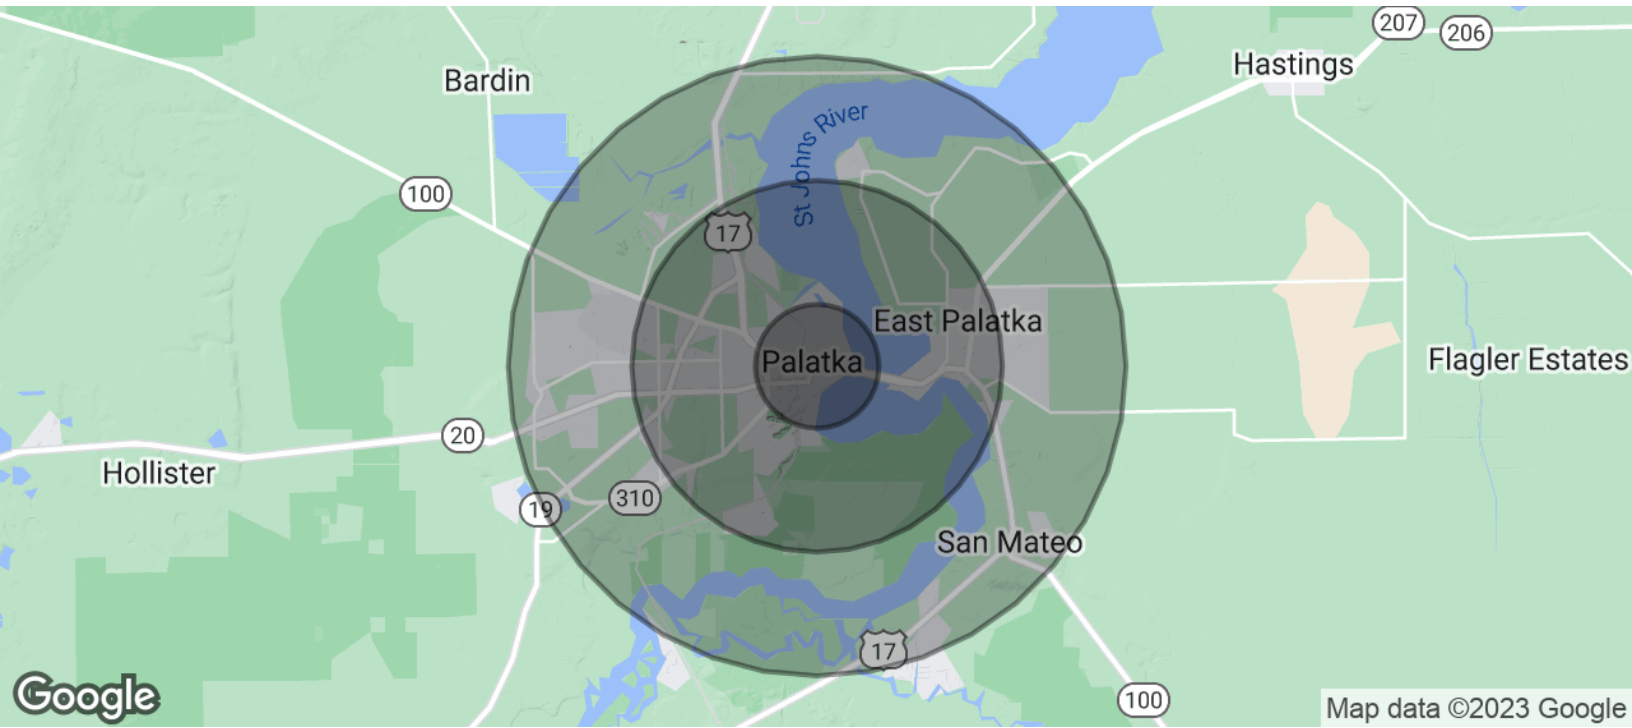 207
206
Hastings
Bardin
St Johns River
100
17
East Palatka
Palatka
Flagler Estates
20
Hollister
310
19
San Mateo
17
100
Google
Map data ©2023 Google